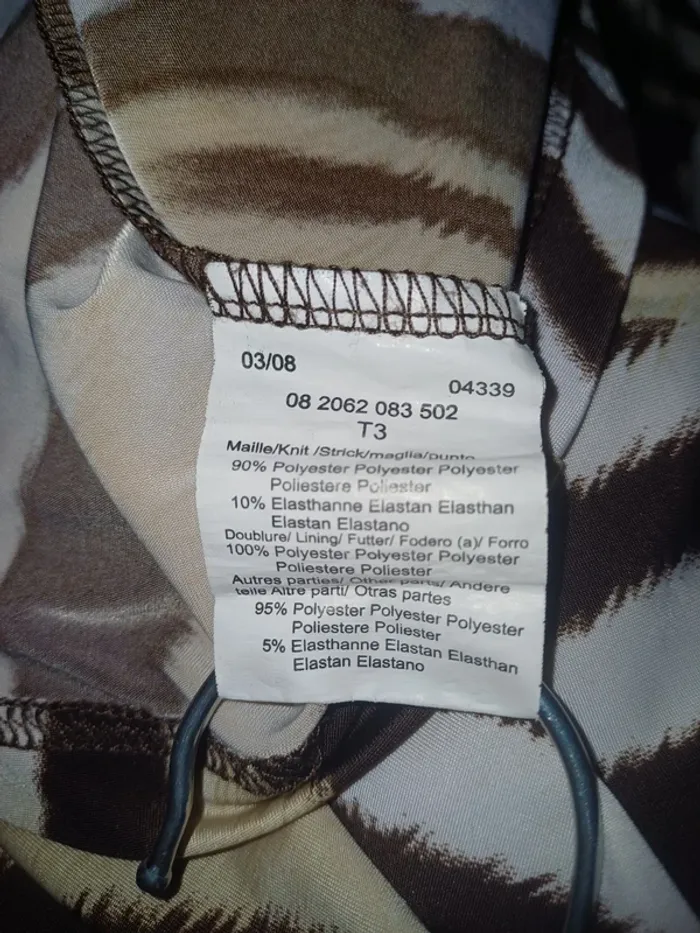 03/08
04339
08 2062 083 502
T3
Maille/Knit /Strick/maglia/punto
90% Polyester Polyester Polyester
Poliestere Poliester
10% Elasthanne Elastan Elasthan
Elastan Elastano
Doublure/ Lining/ Futter/ Fodero (a)/ Forro
100% Polyester Polyester Polyester
Poliestere Poliester
Autres parties/ Other parts/ Andere
teile Altre parti/ Otras partes
95% Polyester Polyester Polyester
Poliestere Poliester
5% Elasthanne Elastan Elasthan
Elastan Elastano